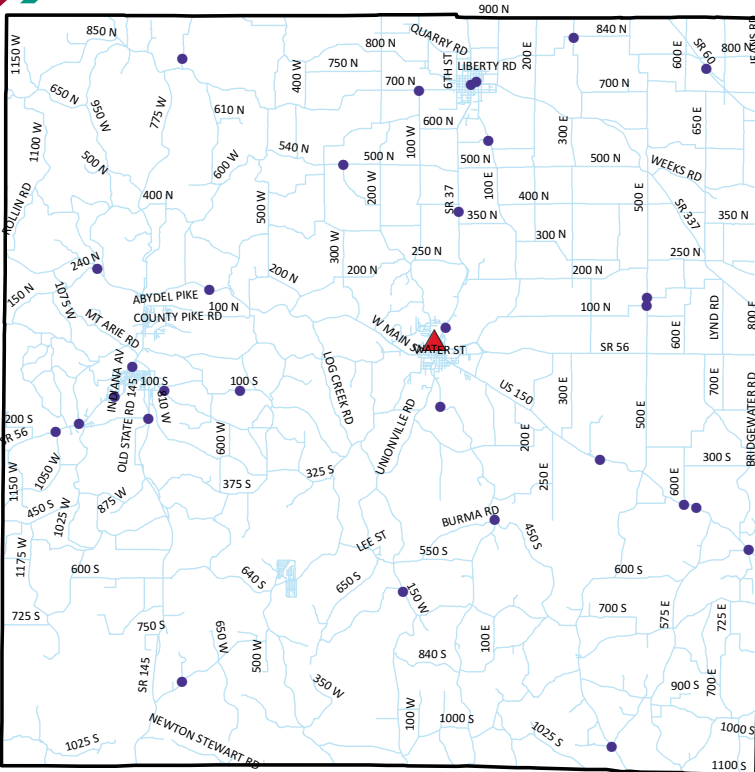 900 N
850 N
QUARRY RD
840 N
1150 W
800 N
6TH ST
200 E
600 E
SR 60
800 N
750 N
LIBERTY RD
400 W
650 N
950 W
775 W
700 N
700 N
610 N
100 W
600 N
300 E
650 E
1100 W
540 N
500 N
500 N
500 N
500 N
WEEKS RD
600 W
400 N
500 W
200 W
SR 37
100 E
400 N
500 E
SR 337
ROLLIN RD
350 N
350 N
300 W
300 N
250 N
250 N
240 N
200 N
200 N
200 N
150 N
1075 W
ABYDEL PIKE
100 N
100 N
COUNTY PIKE RD
MT ARIE RD
W MAIN S
WATER ST
SR 56
600 E
LYND RD
800 E
INDIANA AV
100 S
100 S
810 W
LOG CREEK RD
US 150
300 E
700 E
200 S
SR 56
OLD STATE RD 145
600 W
UNIONVILLE RD
200 E
500 E
BRIDGEWATER RD
1150 W
1050 W
375 S
325 S
250 E
300 S
600 E
450 S
1025 W
875 W
BURMA RD
450 S
1175 W
LEE ST
550 S
600 S
640 S
650 S
150 W
600 S
725 S
750 S
650 W
500 W
100 E
700 S
575 E
725 E
SR 145
840 S
350 W
900 S
700 E
100 W
1000 S
1025 S
1000 S
1025 S
NEWTON STEWART RD
1100 S